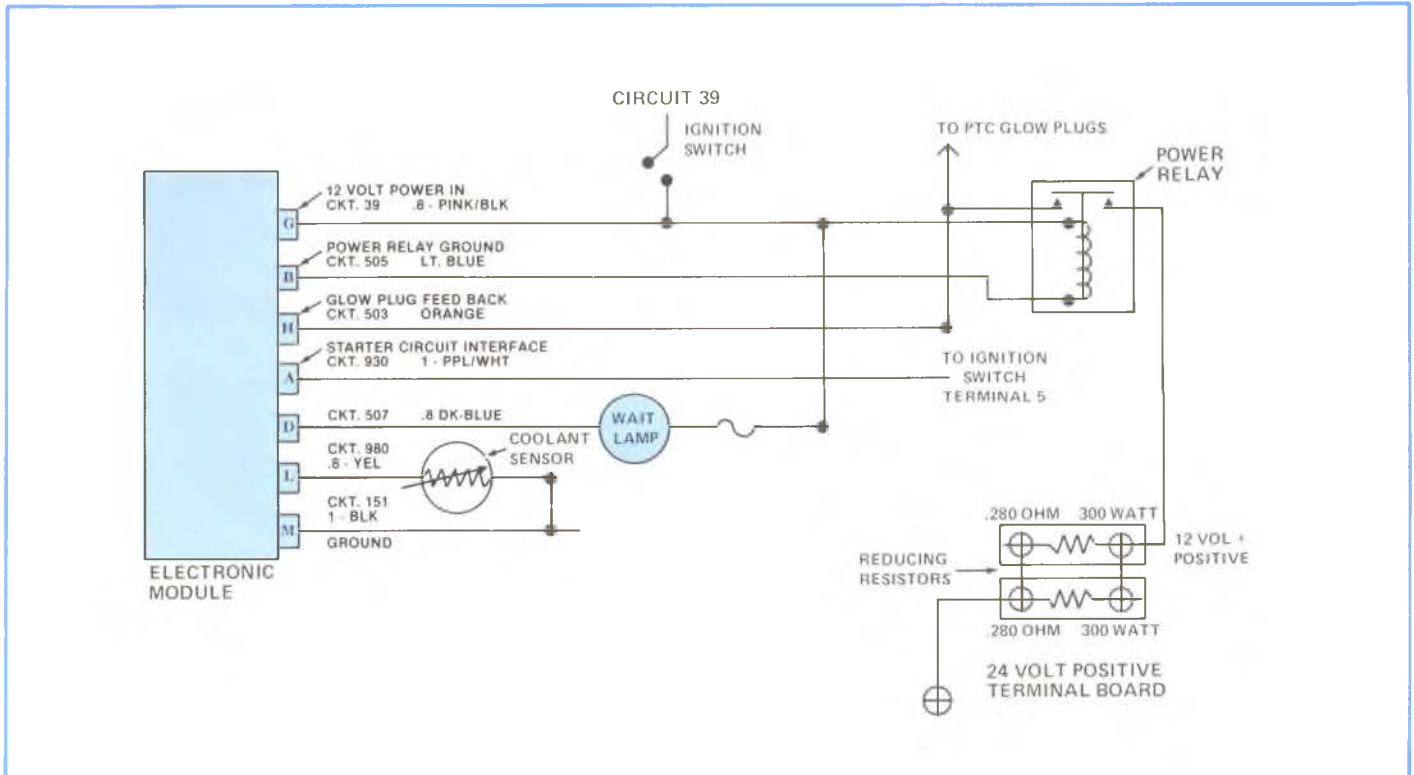 CIRCUIT 39
IGNITION
SWITCH
TO PTC GLOW PLUGS
POWER
RELAY
12 VOLT POWER IN
CKT. 39 .8 - PINK/BLK
G
POWER RELAY GROUND
CKT. 505 LT. BLUE
B
GLOW PLUG FEED BACK
CKT. 503 ORANGE
H
STARTER CIRCUIT INTERFACE
CKT. 930 1 - PPL/WHT
A
TO IGNITION
SWITCH
TERMINAL 5
CKT. 507 .8 DK-BLUE
D
WAIT
LAMP
COOLANT
SENSOR
CKT. 980
.8 - YEL
L
CKT. 151
1 - BLK
M
GROUND
ELECTRONIC
MODULE
.280 OHM 300 WATT
12 VOL +
POSITIVE
REDUCING
RESISTORS
.280 OHM 300 WATT
24 VOLT POSITIVE
TERMINAL BOARD